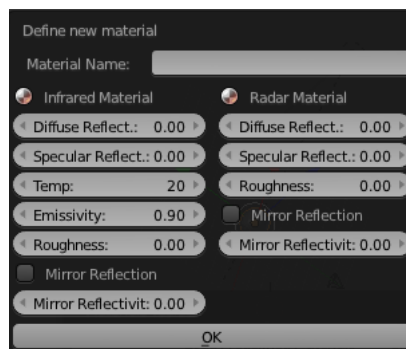 Define new material
Material Name:
Infrared Material
Diffuse Reflect.: 0.00
Specular Reflect.: 0.00
Temp: 20
Emissivity: 0.90
Roughness: 0.00
Mirror Reflection
Mirror Reflectivit: 0.00
Radar Material
Diffuse Reflect.: 0.00
Specular Reflect.: 0.00
Roughness: 0.00
Mirror Reflection
Mirror Reflectivit: 0.00
OK